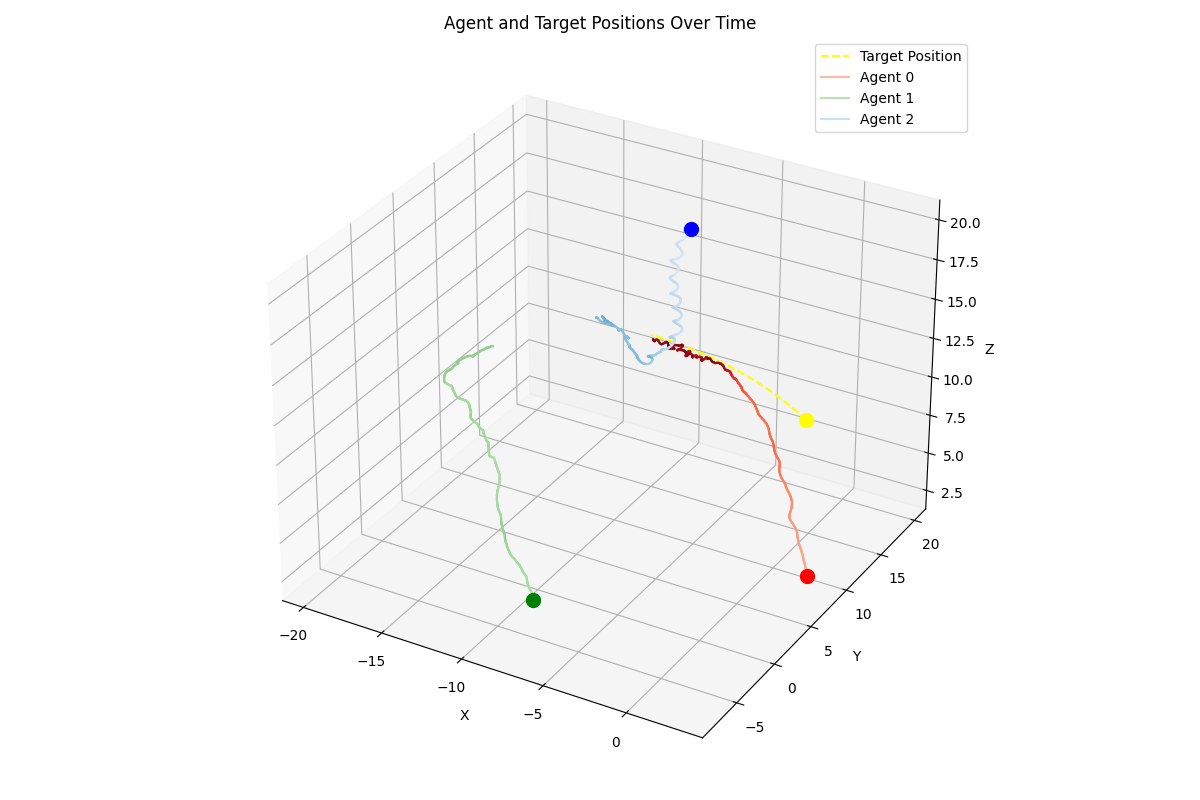 Agent and Target Positions Over Time
Target Position
Agent 0
Agent 1
Agent 2
20.0
17.5
15.0
12.5
10.0
7.5
5.0
2.5
Z
20
15
10
5
0
−5
Y
−20
−15
−10
−5
0
X